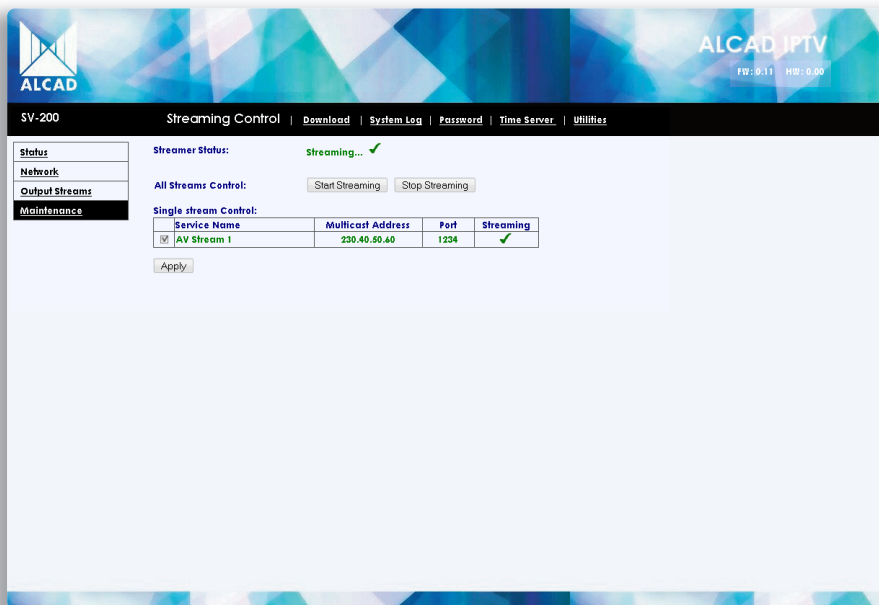 ALCAD
ALCAD IPTV
FW: 0.11 HW: 0.00
SV-200
Streaming Control | Download | System Log | Password | Time Server | Utilities
Status
Network
Output Streams
Maintenance
Streamer Status: Streaming...
All Streams Control: Start Streaming Stop Streaming
Single stream Control:
Service Name Multicast Address Port Streaming
AV Stream 1 230.40.50.60 1234
Apply